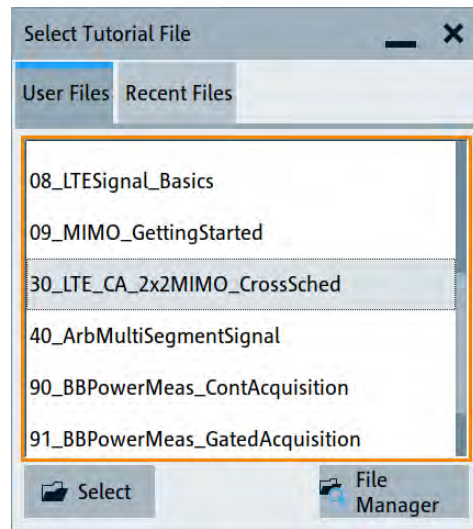 Select Tutorial File
User Files Recent Files
08_LTESignal_Basics
09_MIMO_GettingStarted
30_LTE_CA_2x2MIMO_CrossSched
40_ArbMultiSegmentSignal
90_BBPowerMeas_ContAcquisition
91_BBPowerMeas_GatedAcquisition
Select
File
Manager